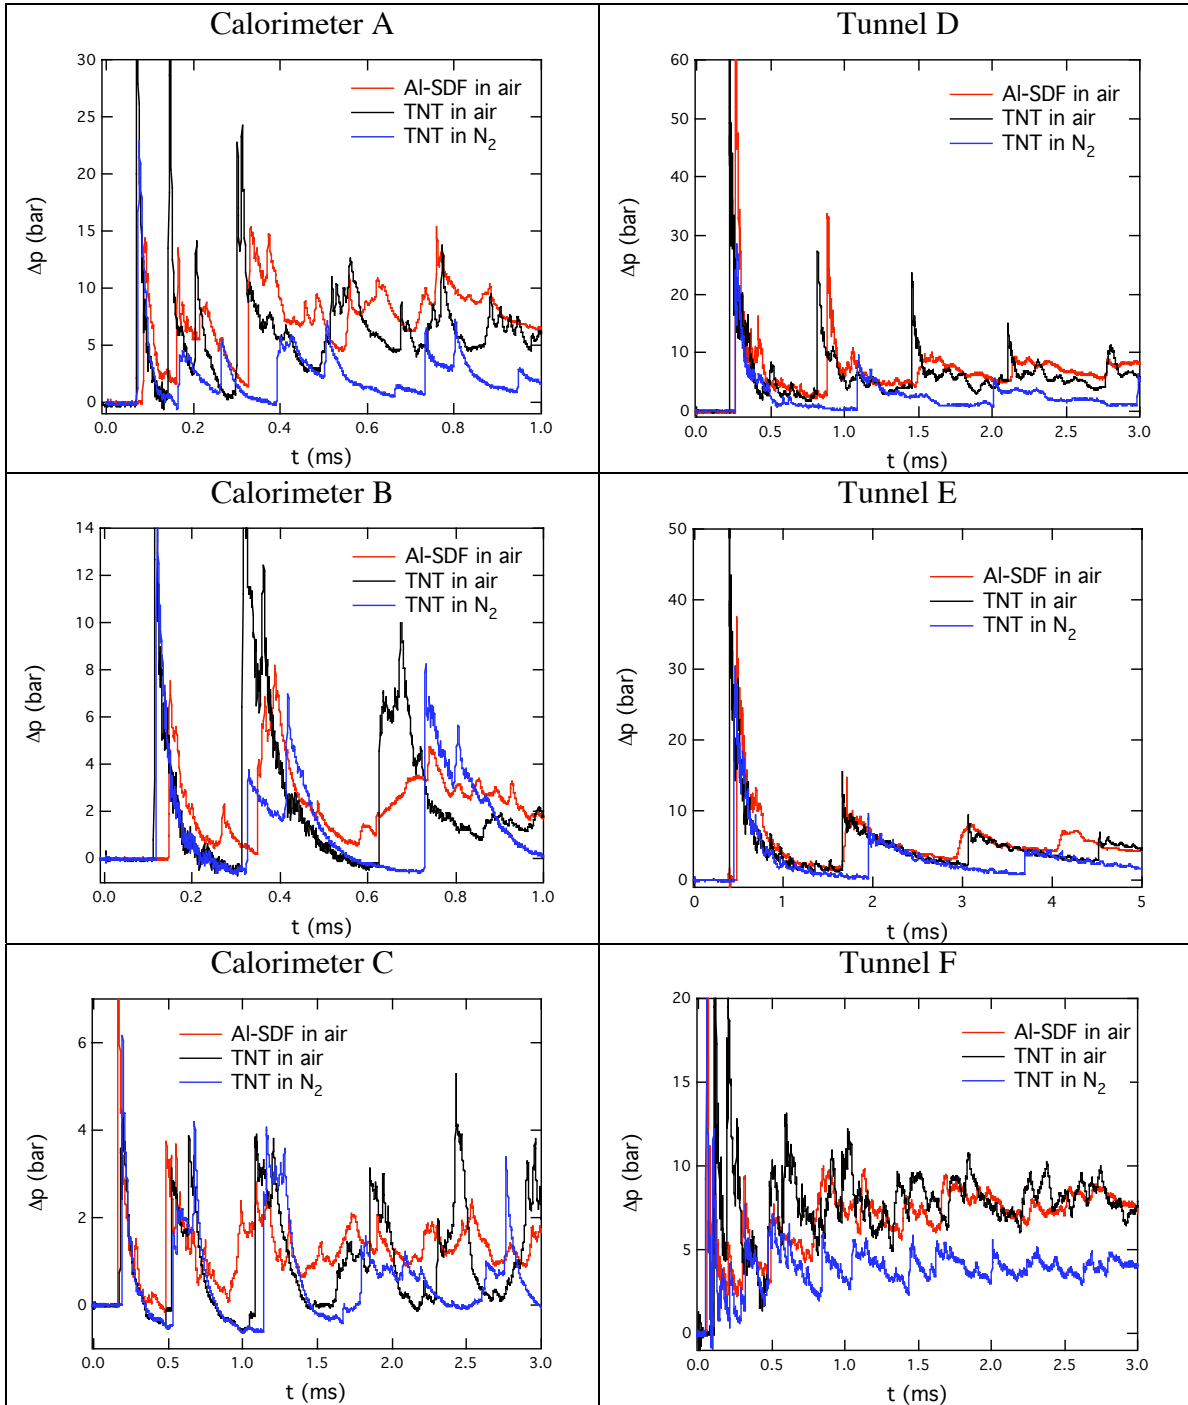 Calorimeter A
30
25
20
15
10
5
0
Δp (bar)
Al-SDF in air
TNT in air
TNT in N2
0.0 0.2 0.4 0.6 0.8 1.0
t (ms)
Tunnel D
60
50
40
30
20
10
0
Δp (bar)
Al-SDF in air
TNT in air
TNT in N2
0.0 0.5 1.0 1.5 2.0 2.5 3.0
t (ms)
Calorimeter B
14
12
10
8
6
4
2
0
Δp (bar)
Al-SDF in air
TNT in air
TNT in N2
0.0 0.2 0.4 0.6 0.8 1.0
t (ms)
Tunnel E
50
40
30
20
10
0
Δp (bar)
Al-SDF in air
TNT in air
TNT in N2
0 1 2 3 4 5
t (ms)
Calorimeter C
6
4
2
0
Δp (bar)
Al-SDF in air
TNT in air
TNT in N2
0.0 0.5 1.0 1.5 2.0 2.5 3.0
t (ms)
Tunnel F
20
15
10
5
0
Δp (bar)
Al-SDF in air
TNT in air
TNT in N2
0.0 0.5 1.0 1.5 2.0 2.5 3.0
t (ms)